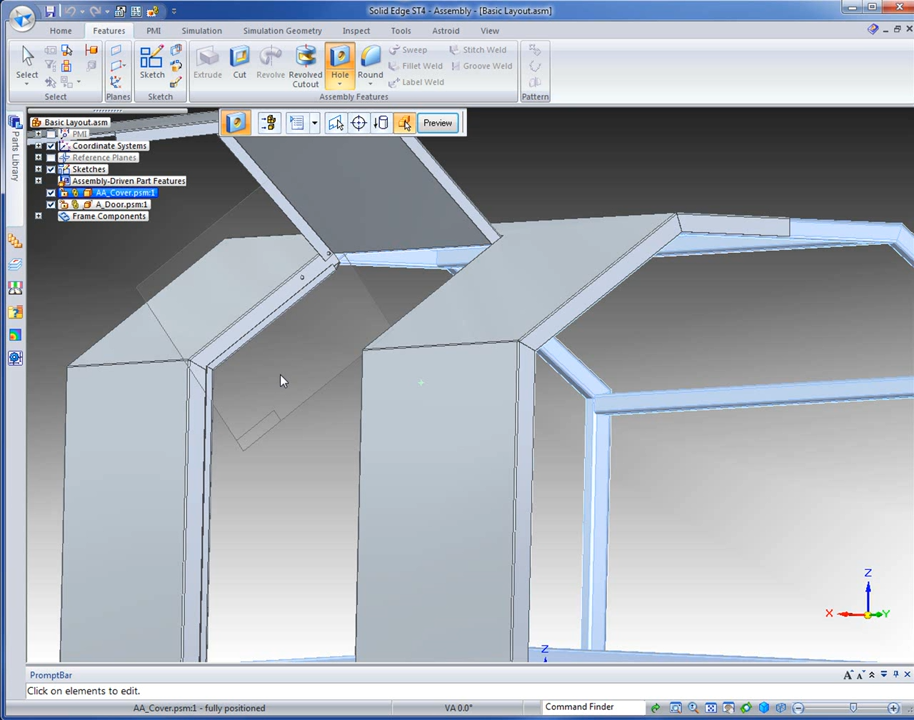 Solid Edge ST4 - Assembly - [Basic Layout.asm]
Home Features PMI Simulation Simulation Geometry Inspect Tools Astroid View
Select Sketch Extrude Cut Revolve Revolved Cutout Hole Round Sweep Stitch Weld
Fillet Weld Groove Weld
Label Weld
Select Planes Sketch Assembly Features Pattern
Preview
Parts Library
Basic Layout.asm
PMI
Coordinate Systems
Reference Planes
Sketches
Assembly-Driven Part Features
AA_Cover.psm:1
A_Door.psm:1
Frame Components
Z
X
Y
Z
PromptBar
Click on elements to edit.
AA_Cover.psm:1 - fully positioned VA 0.0° Command Finder